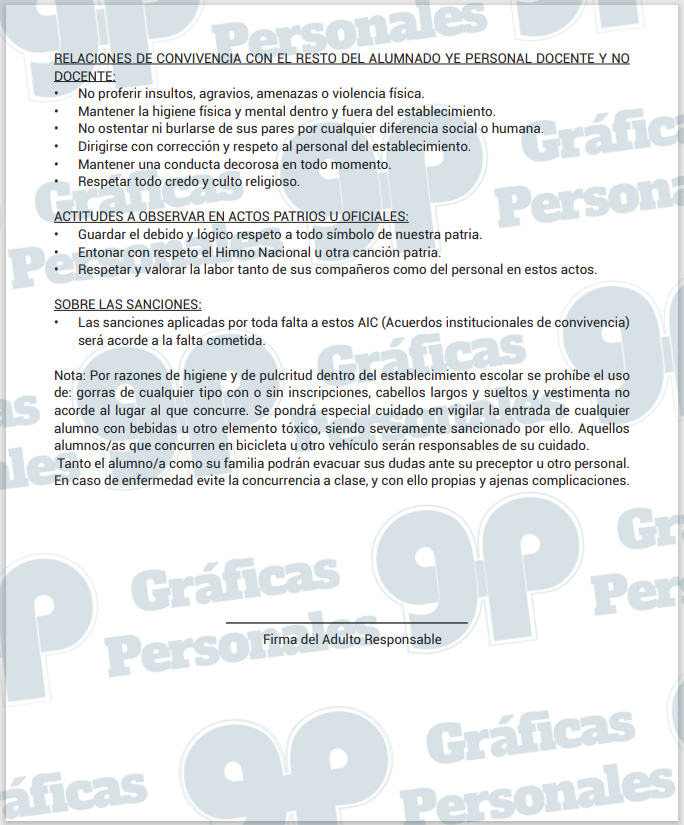 RELACIONES DE CONVIVENCIA CON EL RESTO DEL ALUMNADO YE PERSONAL DOCENTE Y NO
DOCENTE:
• No proferir insultos, agravios, amenazas o violencia física.
• Mantener la higiene física y mental dentro y fuera del establecimiento.
• No ostentar ni burlarse de sus pares por cualquier diferencia social o humana.
• Dirigirse con corrección y respeto al personal del establecimiento.
• Mantener una conducta decorosa en todo momento.
• Respetar todo credo y culto religioso.
ACTITUDES A OBSERVAR EN ACTOS PATRIOS U OFICIALES:
• Guardar el debido y lógico respeto a todo símbolo de nuestra patria.
• Entonar con respeto el Himno Nacional u otra canción patria.
• Respetar y valorar la labor tanto de sus compañeros como del personal en estos actos.
SOBRE LAS SANCIONES:
• Las sanciones aplicadas por toda falta a estos AIC (Acuerdos institucionales de convivencia)
será acorde a la falta cometida.
Nota: Por razones de higiene y de pulcritud dentro del establecimiento escolar se prohíbe el uso
de: gorras de cualquier tipo con o sin inscripciones, cabellos largos y sueltos y vestimenta no
acorde al lugar al que concurre. Se pondrá especial cuidado en vigilar la entrada de cualquier
alumno con bebidas u otro elemento tóxico, siendo severamente sancionado por ello. Aquellos
alumnos/as que concurren en bicicleta u otro vehículo serán responsables de su cuidado.
Tanto el alumno/a como su familia podrán evacuar sus dudas ante su preceptor u otro personal.
En caso de enfermedad evite la concurrencia a clase, y con ello propias y ajenas complicaciones.
Firma del Adulto Responsable
gp Gráficas
Personales